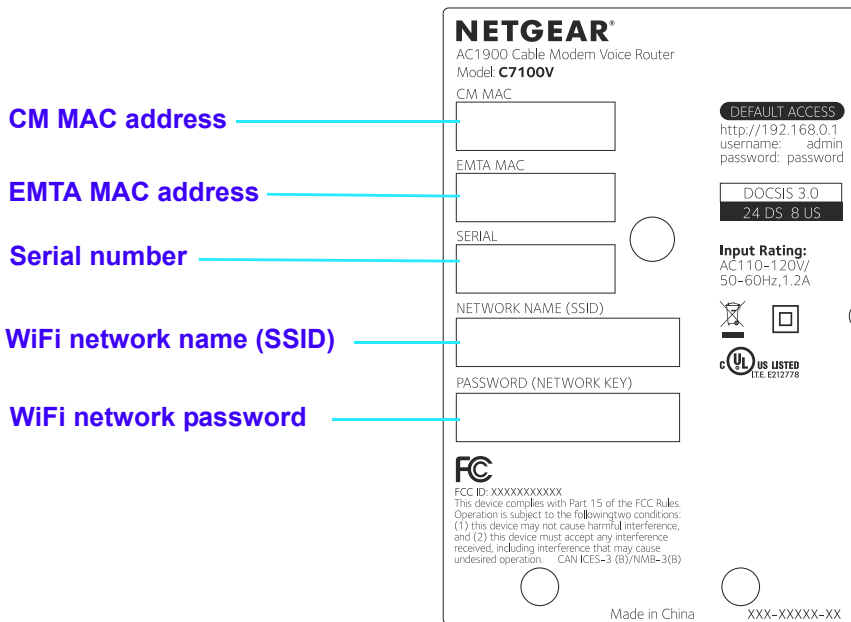 NETGEAR®
AC1900 Cable Modem Voice Router
Model: C7100V
CM MAC
CM MAC address
DEFAULT ACCESS
http://192.168.0.1
username: admin
password: password
EMTA MAC
EMTA MAC address
DOCSIS 3.0
24 DS 8 US
SERIAL
Serial number
Input Rating:
AC110-120V/
50-60Hz,1.2A
NETWORK NAME (SSID)
WiFi network name (SSID)
C UL US LISTED
I.T.E. E212778
PASSWORD (NETWORK KEY)
WiFi network password
FC
FCC ID: XXXXXXXXXXX
This device complies with Part 15 of the FCC Rules.
Operation is subject to the followingtwo conditions:
(1) this device may not cause harmful interference,
and (2) this device must accept any interference
received, including interference that may cause
undesired operation. CAN ICES-3 (B)/NMB-3(B)
Made in China
XXX-XXXXX-XX